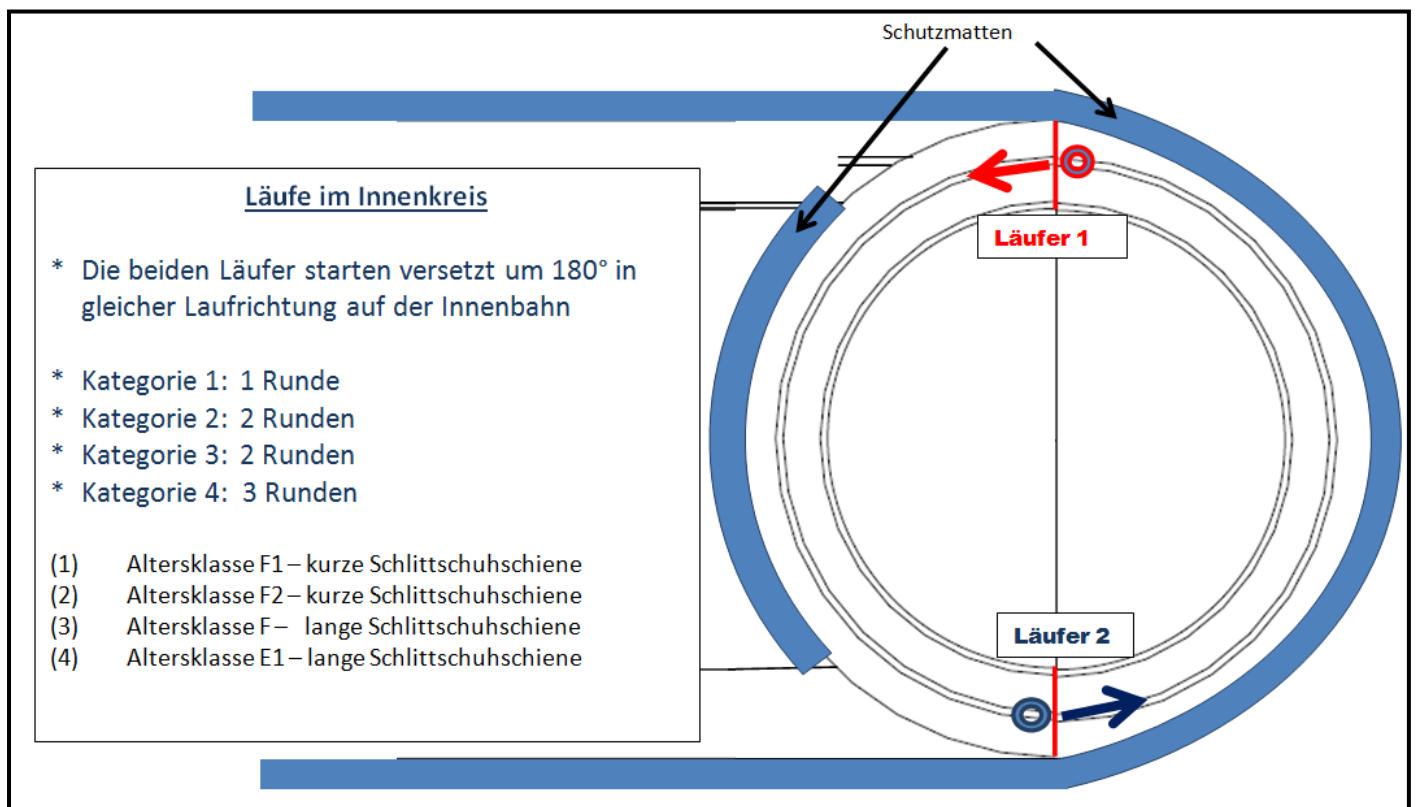 Schutzmatten
Läufe im Innenkreis
* Die beiden Läufer starten versetzt um 180° in
gleicher Laufrichtung auf der Innenbahn
* Kategorie 1: 1 Runde
* Kategorie 2: 2 Runden
* Kategorie 3: 2 Runden
* Kategorie 4: 3 Runden
(1) Altersklasse F1 – kurze Schlittschuhschiene
(2) Altersklasse F2 – kurze Schlittschuhschiene
(3) Altersklasse F – lange Schlittschuhschiene
(4) Altersklasse E1 – lange Schlittschuhschiene
Läufer 1
Läufer 2